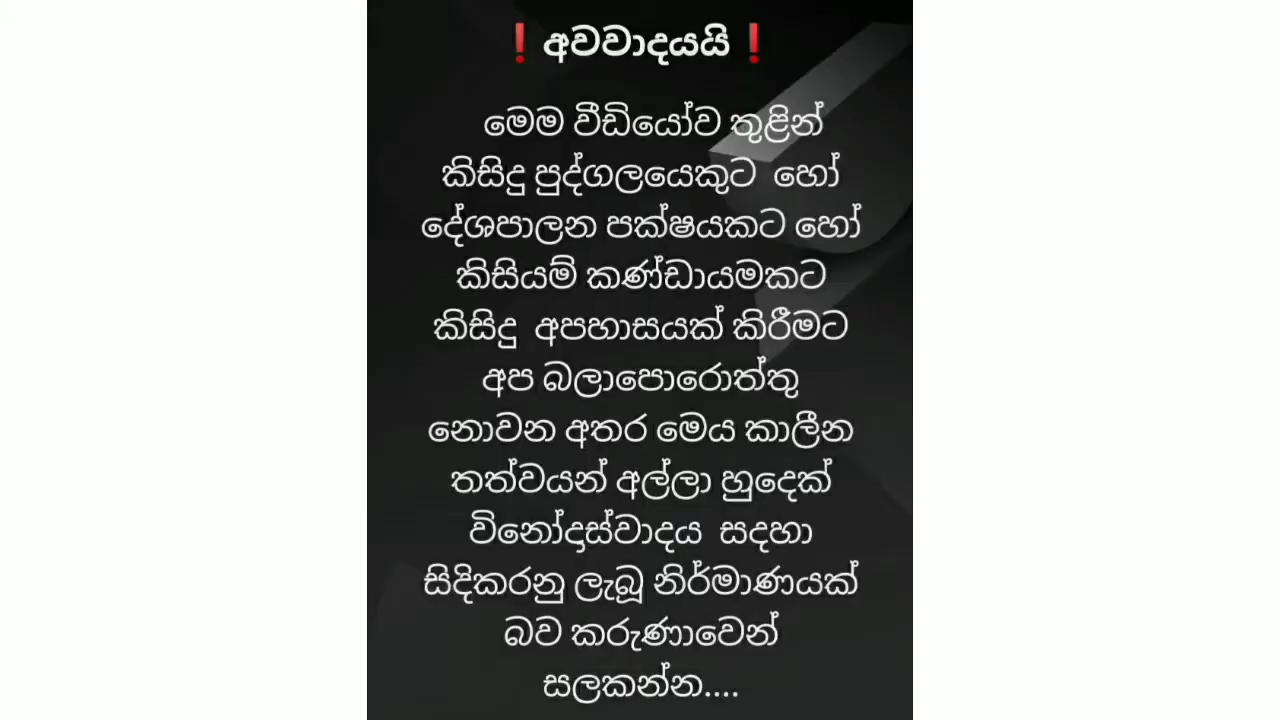 ❗අවවාදයයි❗
මෙම වීඩියෝව තුළින්
කිසිදු පුද්ගලයෙකුට හෝ
දේශපාලන පක්ෂයකට හෝ
කිසියම් කණ්ඩායමකට
කිසිදු අපහාසයක් කිරීමට
අප බලාපොරොත්තු
නොවන අතර මෙය කාලීන
තත්වයන් අල්ලා හුදෙක්
විනෝදාස්වාදය සදහා
සිදිකරනු ලැබූ නිර්මාණයක්
බව කරුණාවෙන්
සලකන්න....